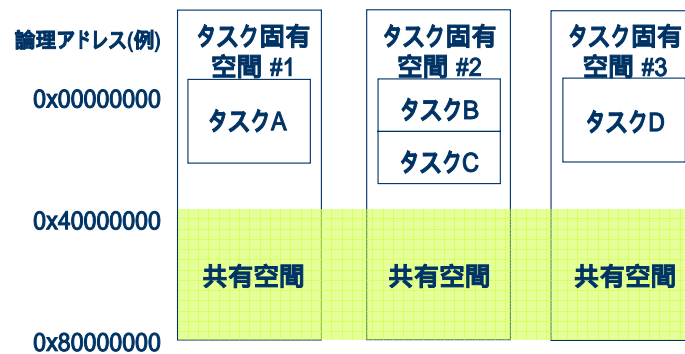 論理アドレス(例)
タスク固有
空間 #1
タスク固有
空間 #2
タスク固有
空間 #3
0x00000000
タスクA
タスクB
タスクC
タスクD
0x40000000
共有空間
共有空間
共有空間
0x80000000